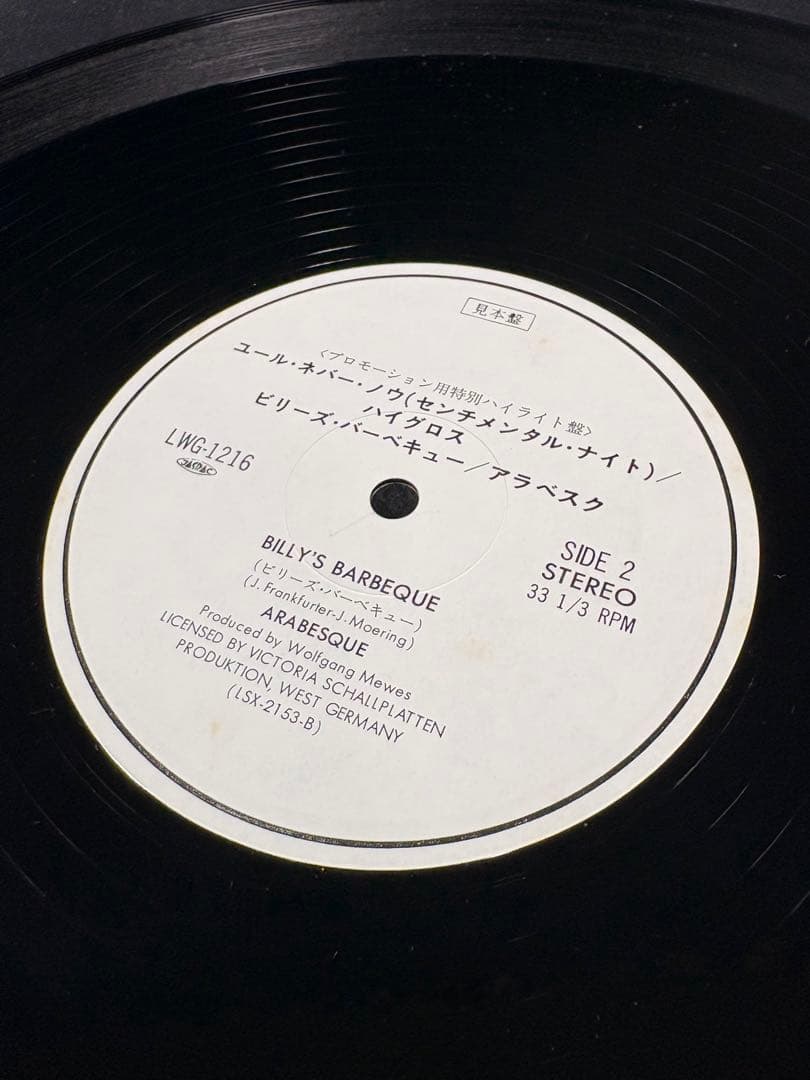 見本盤
〈プロモーション用特別ハイライト盤〉
ユール・ネバー・ノウ(センチメンタル・ナイト)/
ハイグロス
ビリーズ・バーベキュー/アラベスク
LWG-1216
JASRAC
SIDE 2
STEREO
33 1/3 RPM
BILLY'S BARBEQUE
(ビリーズ・バーベキュー)
(J. Frankfurter-J. Moering)
ARABESQUE
Produced by Wolfgang Mewes
LICENSED BY VICTORIA SCHALLPLATTEN
PRODUKTION, WEST GERMANY
(LSX-2153-B)